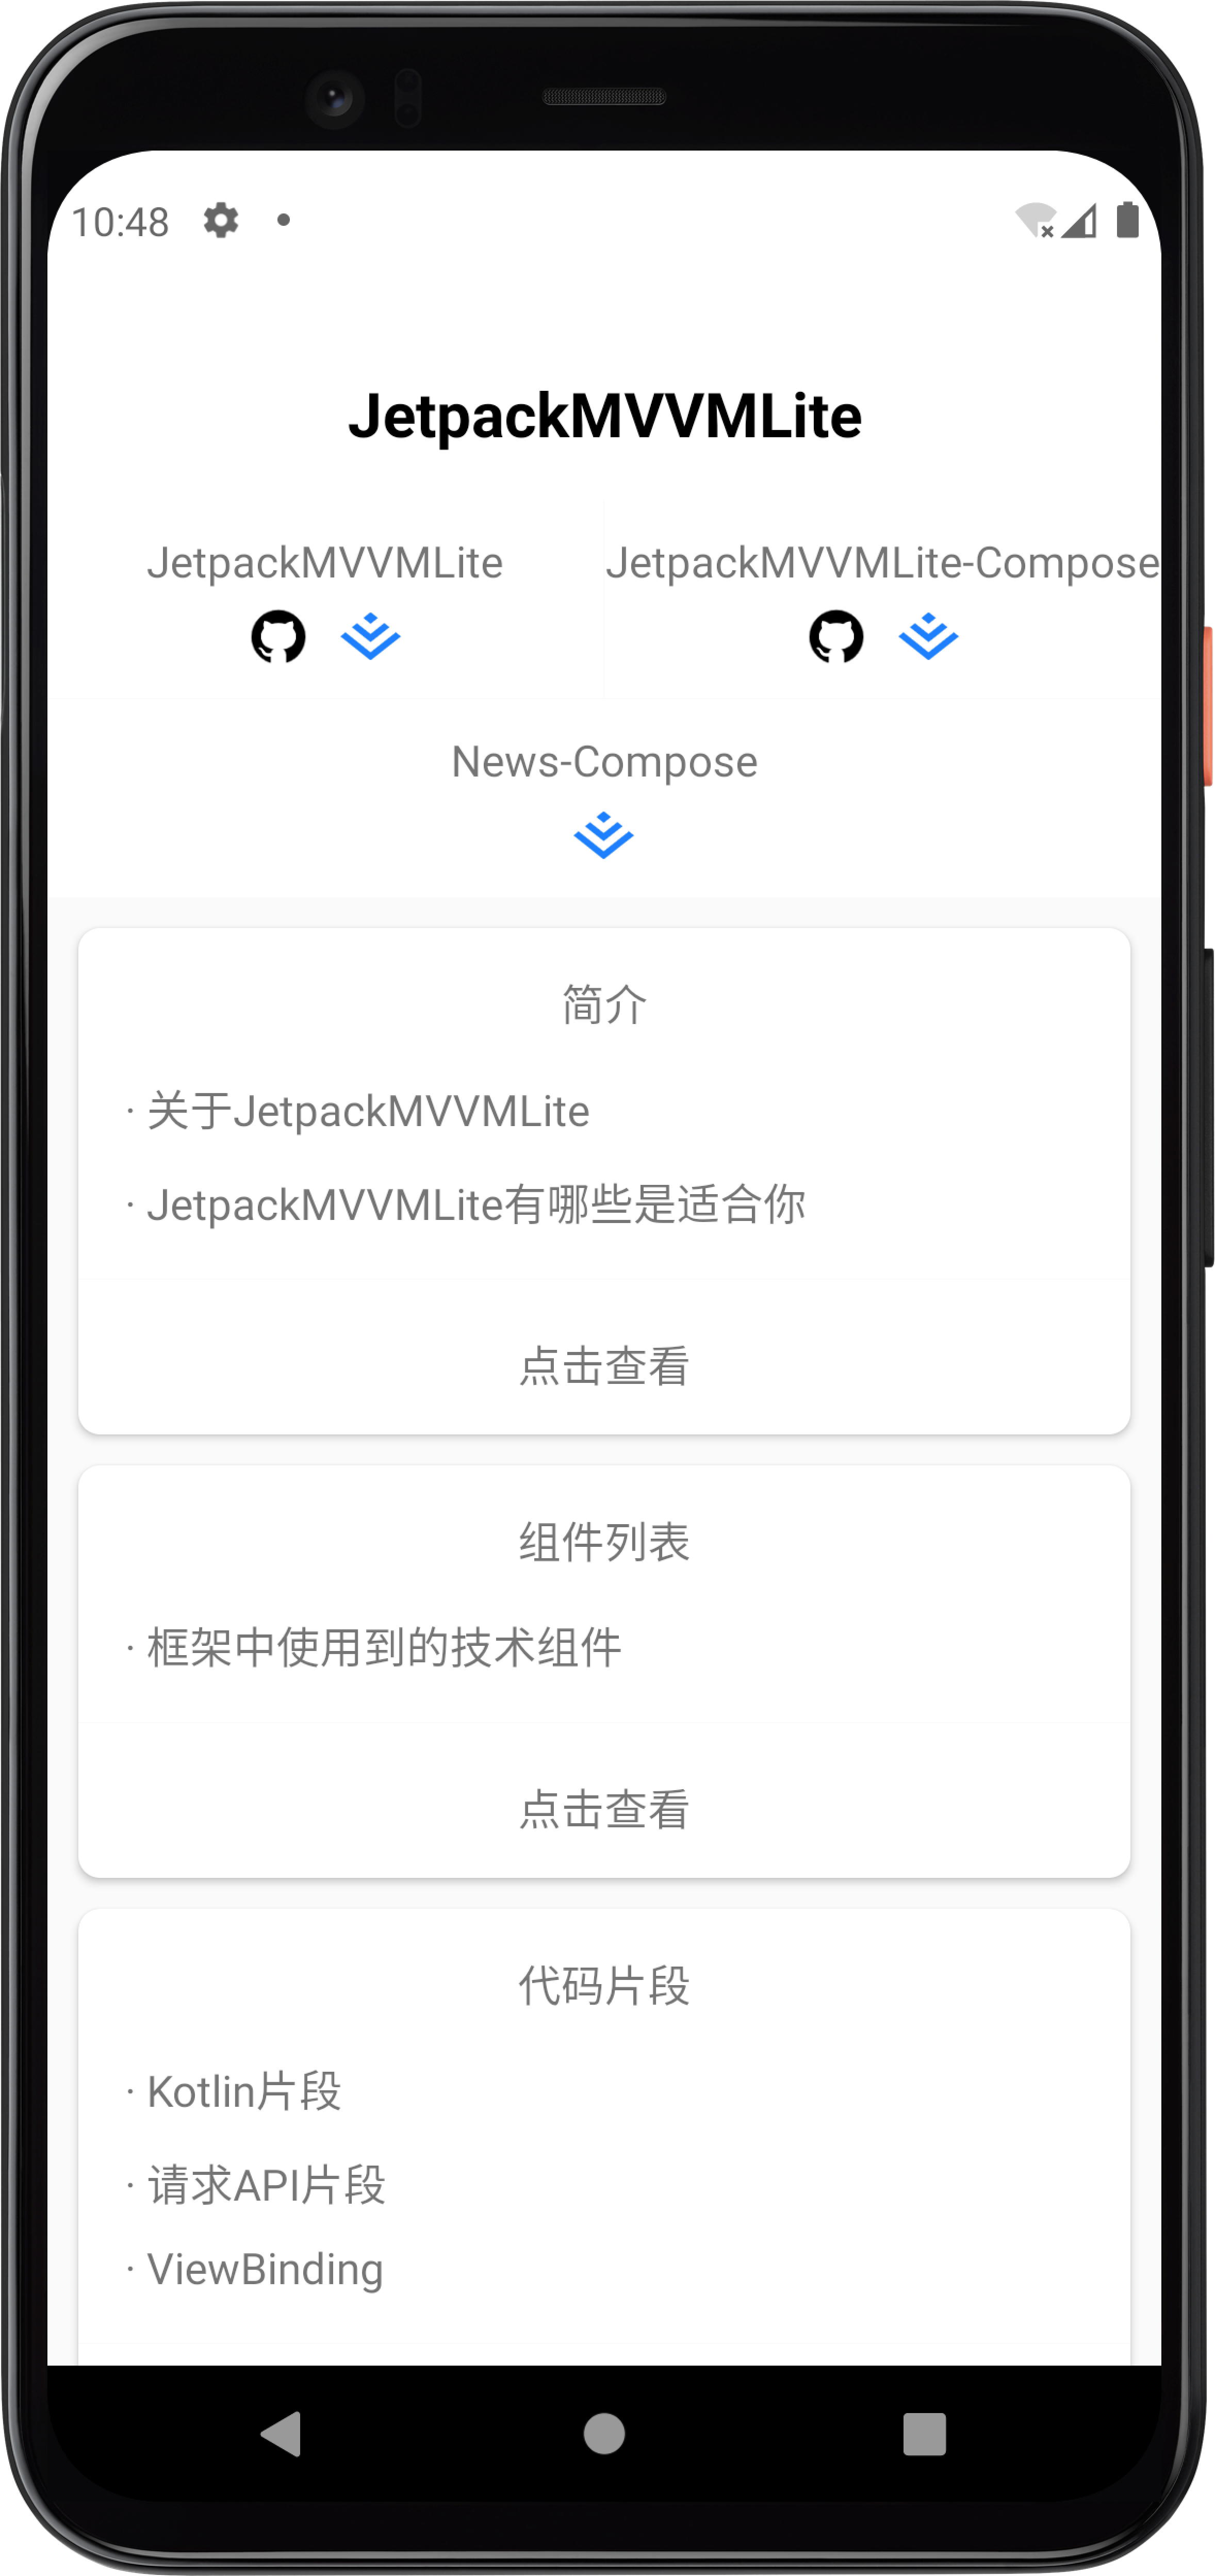 10:48
JetpackMVVMLite
JetpackMVVMLite
JetpackMVVMLite-Compose
News-Compose
简介
· 关于JetpackMVVMLite
· JetpackMVVMLite有哪些是适合你
点击查看
组件列表
· 框架中使用到的技术组件
点击查看
代码片段
· Kotlin片段
· 请求API片段
· ViewBinding